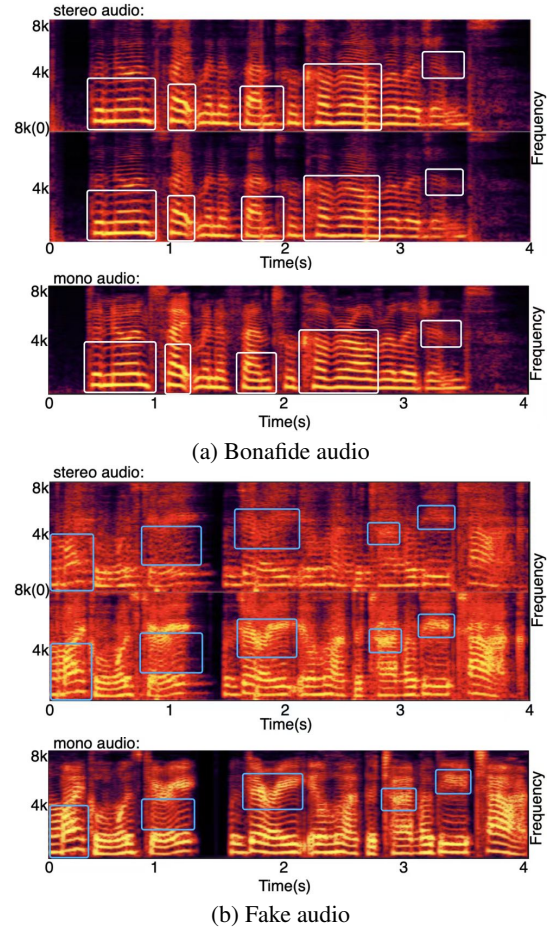 stereo audio:
8k
4k
8k(0)
4k
Frequency
0 1 2 3 4
Time(s)
mono audio:
8k
4k
Frequency
0 1 2 3 4
Time(s)
(a) Bonafide audio
stereo audio:
8k
4k
8k(0)
4k
Frequency
0 1 2 3 4
Time(s)
mono audio:
8k
4k
Frequency
0 1 2 3 4
Time(s)
(b) Fake audio